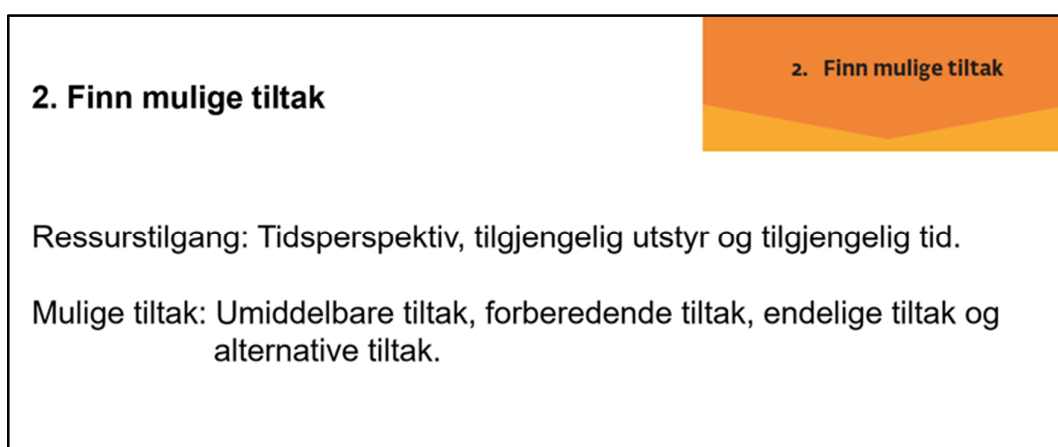 2. Finn mulige tiltak
2. Finn mulige tiltak
Ressurstilgang: Tidsperspektiv, tilgjengelig utstyr og tilgjengelig tid.
Mulige tiltak: Umiddelbare tiltak, forberedende tiltak, endelige tiltak og
alternative tiltak.